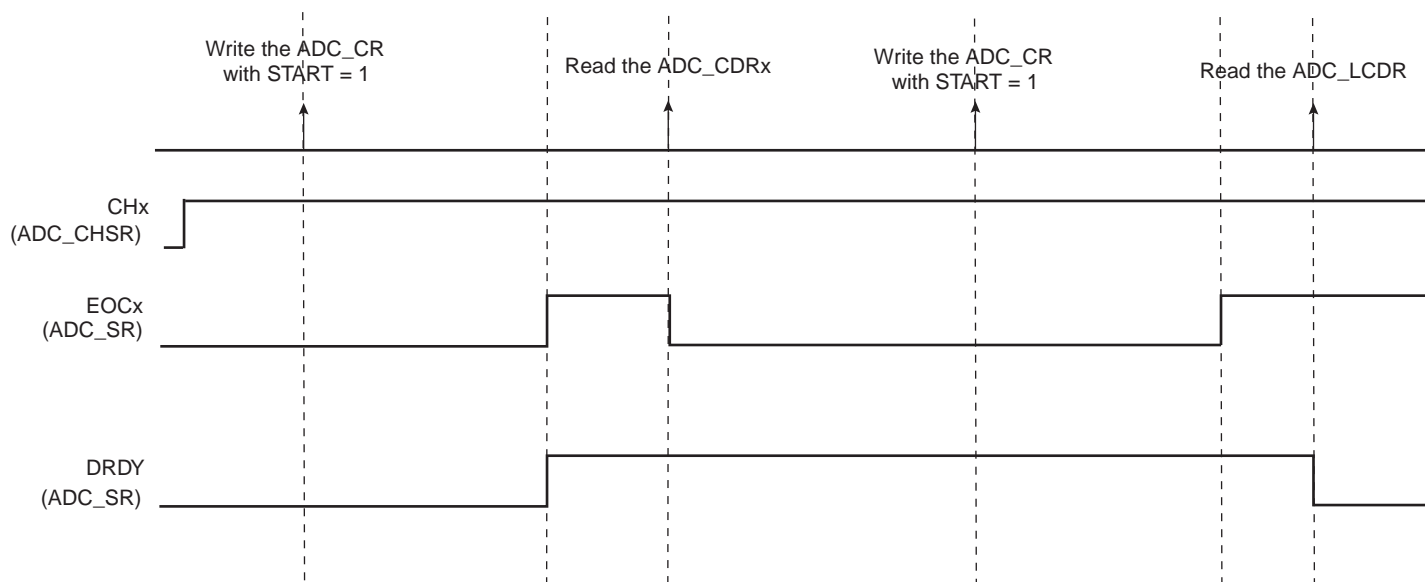 Write the ADC_CR
with START = 1
Read the ADC_CDRx
Write the ADC_CR
with START = 1
Read the ADC_LCDR
CHx
(ADC_CHSR)
EOCx
(ADC_SR)
DRDY
(ADC_SR)